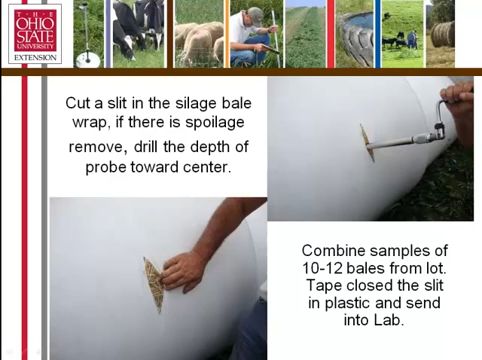 THE
OHIO
STATE
UNIVERSITY
EXTENSION
Cut a slit in the silage bale
wrap, if there is spoilage
remove, drill the depth of
probe toward center.
Combine samples of
10-12 bales from lot.
Tape closed the slit
in plastic and send
into Lab.